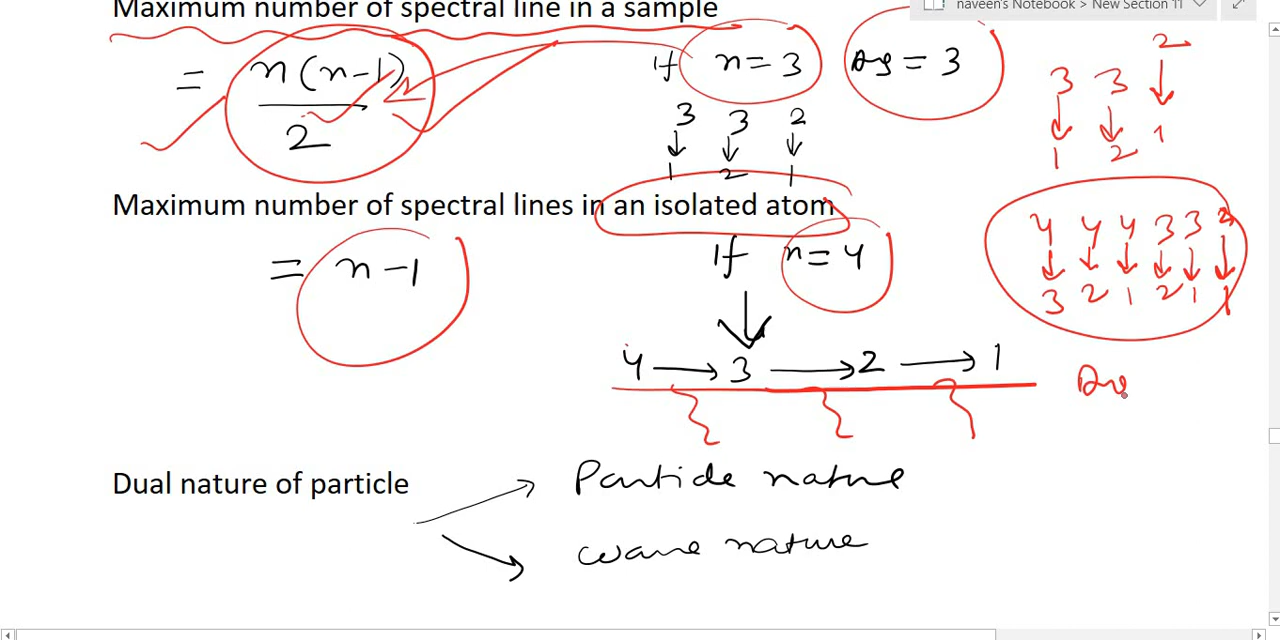 Maximum number of spectral line in a sample
naveen's Notebook > New Section 11
= n(n-1)
2
If n = 3 Ans = 3
3 3 2
↓ ↓ ↓
1 2 1
3 3 2
↓ ↓ ↓
1 2 1
Maximum number of spectral lines in an isolated atom
= n-1
If n = 4
4 4 4 3 3 2
↓ ↓ ↓ ↓ ↓ ↓
3 2 1 2 1 1
↓
4 → 3 → 2 → 1
Ans
Dual nature of particle
Particle nature
wave nature